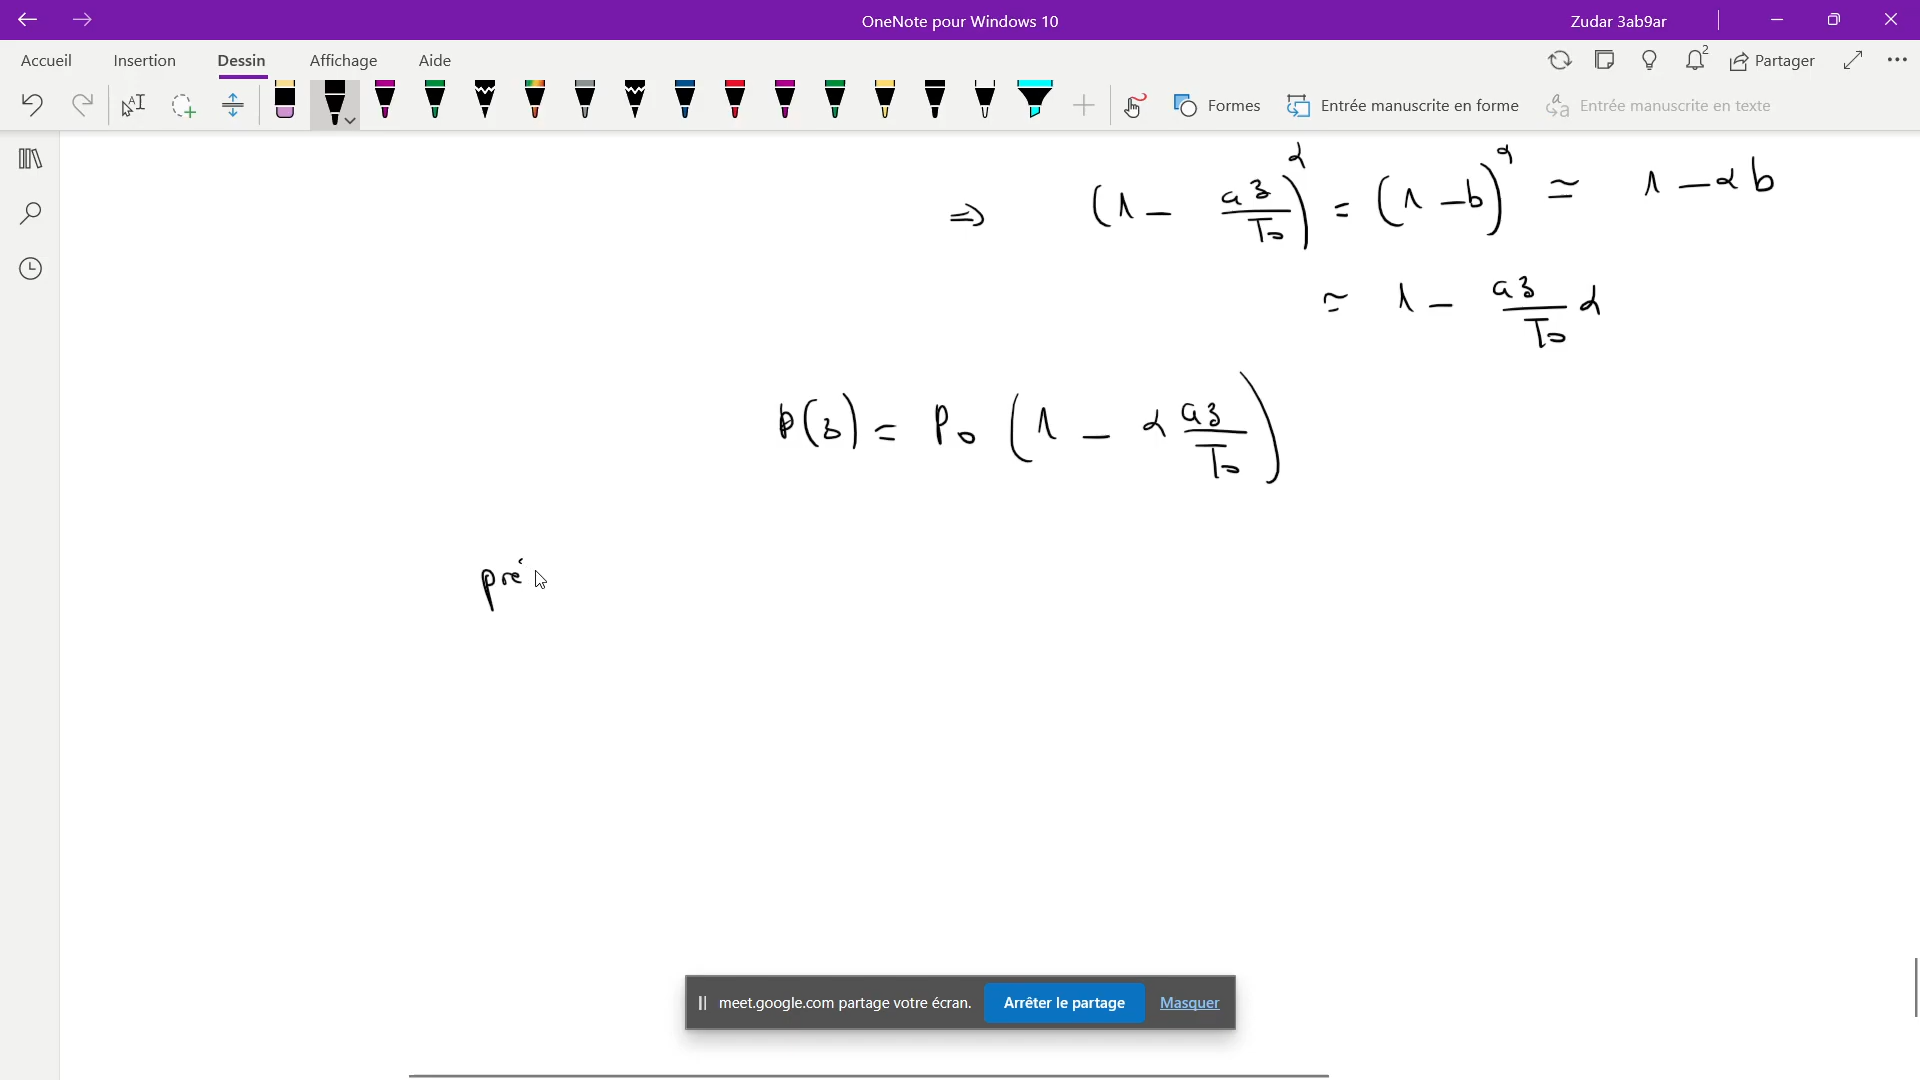 OneNote pour Windows 10
Zudar 3ab9ar
Accueil Insertion Dessin Affichage Aide
2
Partager
Formes
Entrée manuscrite en forme
Entrée manuscrite en texte
⇒ (1 - az/T₀)^α = (1 - b)^α ≃ 1 - αb
≃ 1 - az/T₀ α
P(z) = P₀ (1 - α az/T₀)
pré
meet.google.com partage votre écran.
Arrêter le partage
Masquer